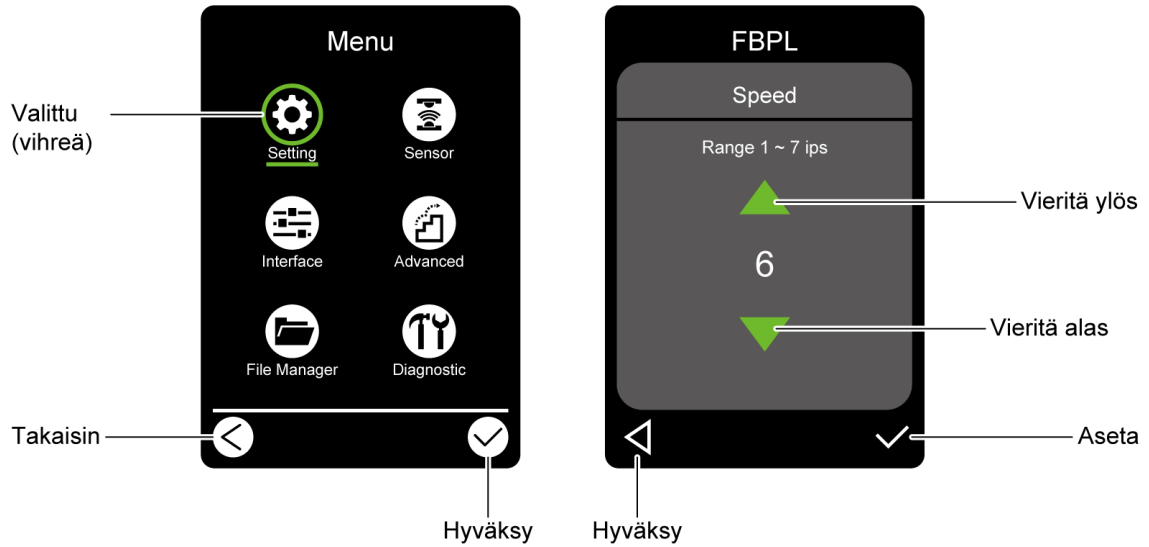 Menu
Valittu
(vihreä)
Setting
Sensor
Interface
Advanced
File Manager
Diagnostic
Takaisin
Hyväksy
FBPL
Speed
Range 1 ~ 7 ips
Vieritä ylös
6
Vieritä alas
Aseta
Hyväksy